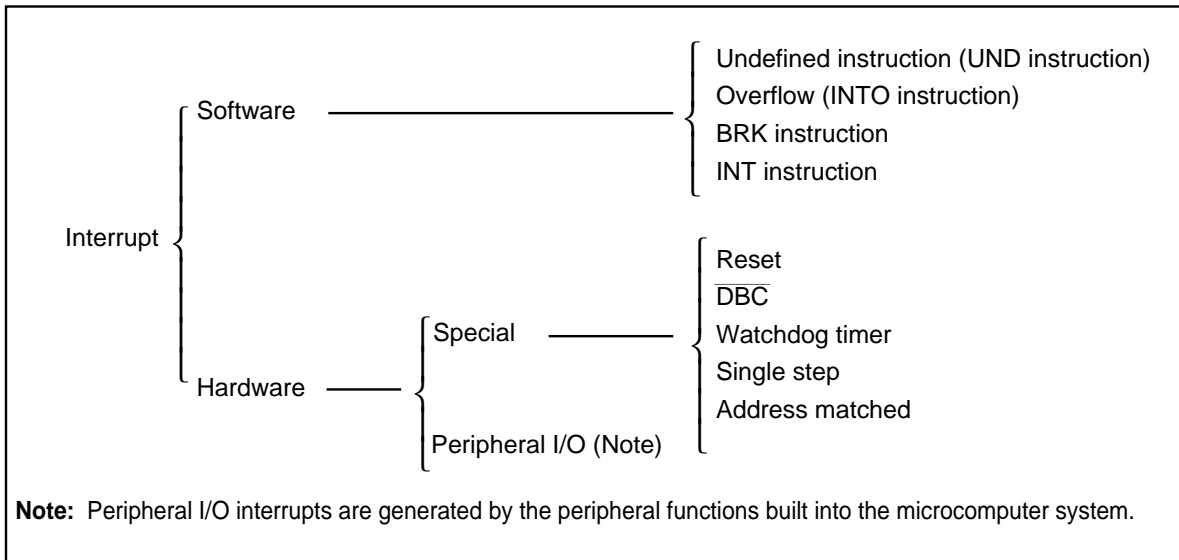 Interrupt
Software
Undefined instruction (UND instruction)
Overflow (INTO instruction)
BRK instruction
INT instruction
Hardware
Special
Reset
D̅B̅C̅
Watchdog timer
Single step
Address matched
Peripheral I/O (Note)
Note: Peripheral I/O interrupts are generated by the peripheral functions built into the microcomputer system.